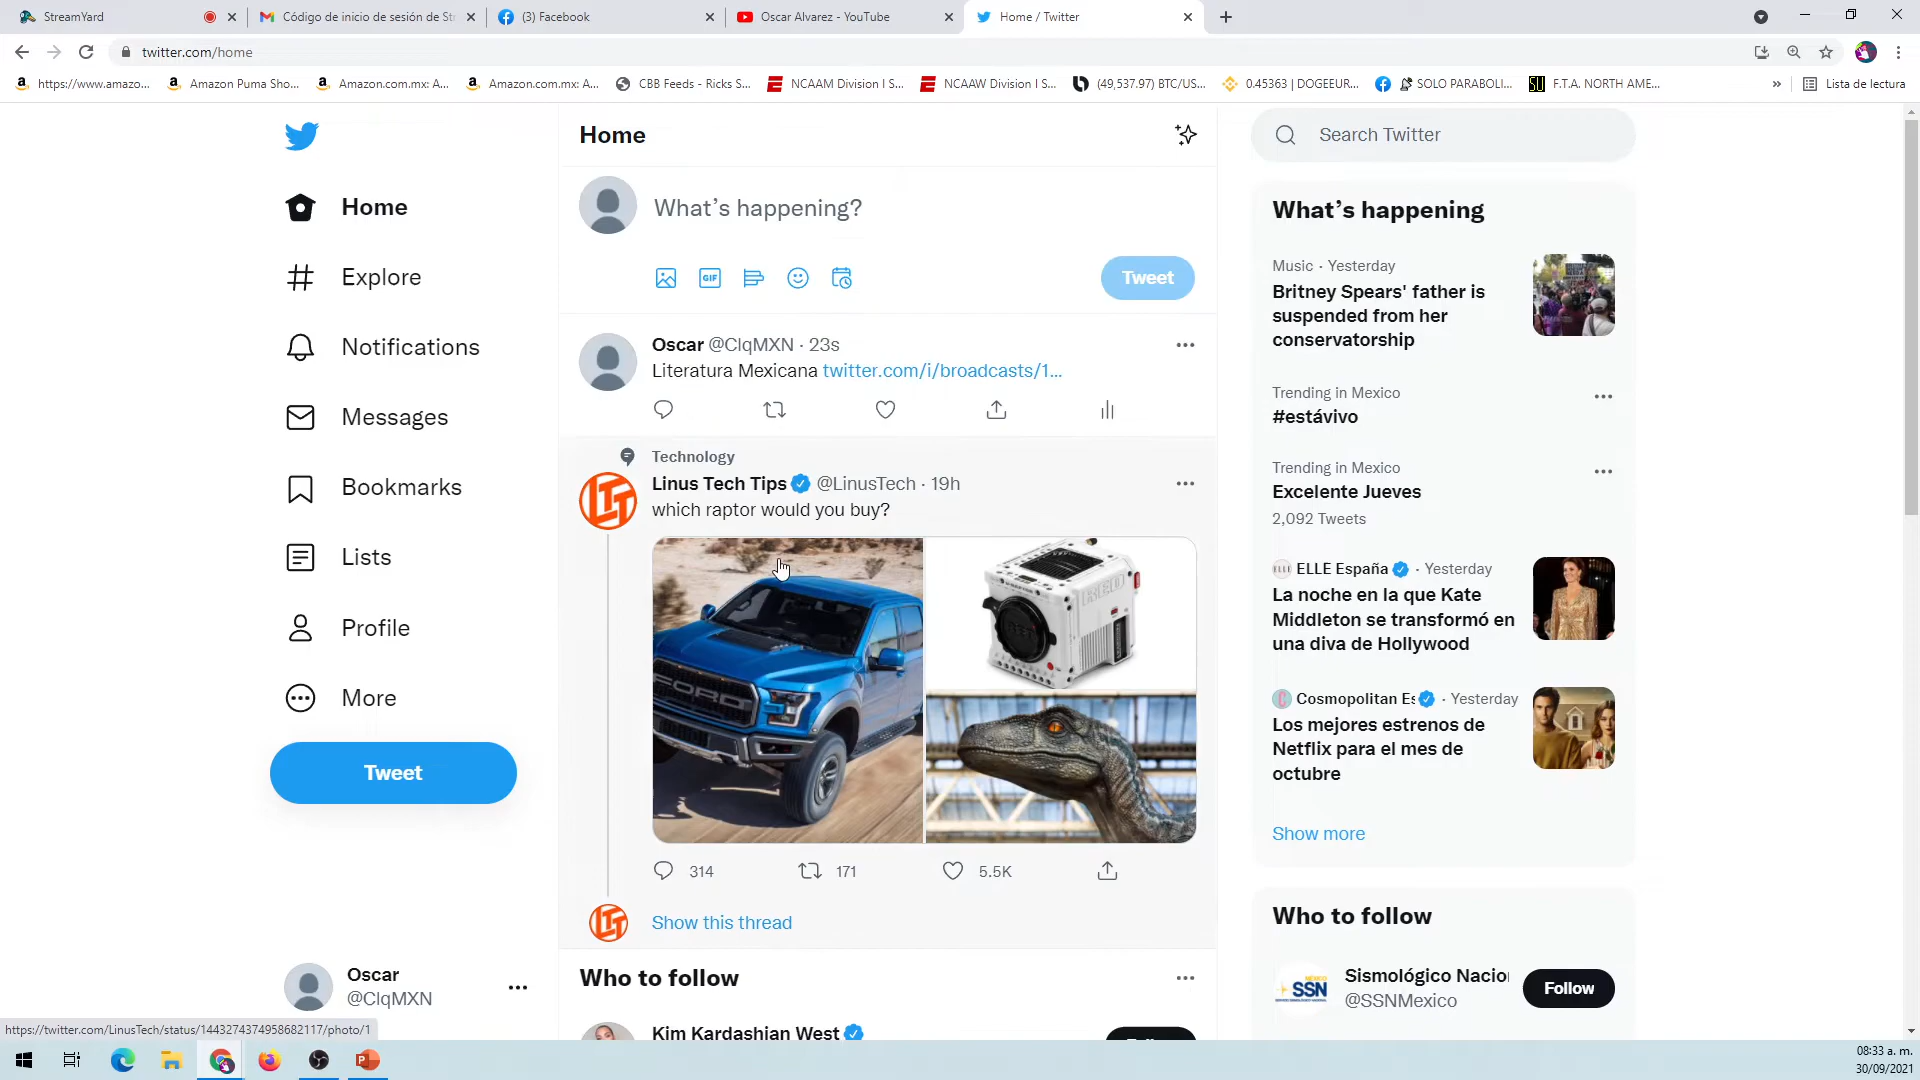 StreamYard
Código de inicio de sesión de Str
(3) Facebook
Oscar Alvarez - YouTube
Home / Twitter
twitter.com/home
https://www.amazo...
Amazon Puma Sho...
Amazon.com.mx: A...
Amazon.com.mx: A...
CBB Feeds - Ricks S...
NCAAM Division I S...
NCAAW Division I S...
(49,537.97) BTC/US...
0.45363 | DOGEEUR...
SOLO PARABOLI...
F.T.A. NORTH AME...
»
Lista de lectura
Home
Explore
Notifications
Messages
Bookmarks
Lists
Profile
More
Tweet
Oscar
@ClqMXN
Home
What's happening?
GIF
Tweet
Oscar @ClqMXN · 23s
Literatura Mexicana twitter.com/i/broadcasts/1...
Technology
Linus Tech Tips @LinusTech · 19h
which raptor would you buy?
FORD
314
171
5.5K
Show this thread
Who to follow
Kim Kardashian West
Search Twitter
What's happening
Music · Yesterday
Britney Spears' father is
suspended from her
conservatorship
Trending in Mexico
#estávivo
Trending in Mexico
Excelente Jueves
2,092 Tweets
ELLE España · Yesterday
La noche en la que Kate
Middleton se transformó en
una diva de Hollywood
Cosmopolitan Es · Yesterday
Los mejores estrenos de
Netflix para el mes de
octubre
Show more
Who to follow
SSN
Sismológico Nacion
@SSNMexico
Follow
https://twitter.com/LinusTech/status/1443274374958682117/photo/1
08:33 a. m.
30/09/2021